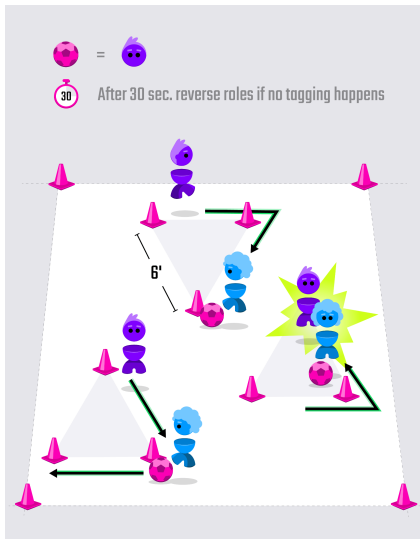 =
30 After 30 sec. reverse roles if no tagging happens
6'